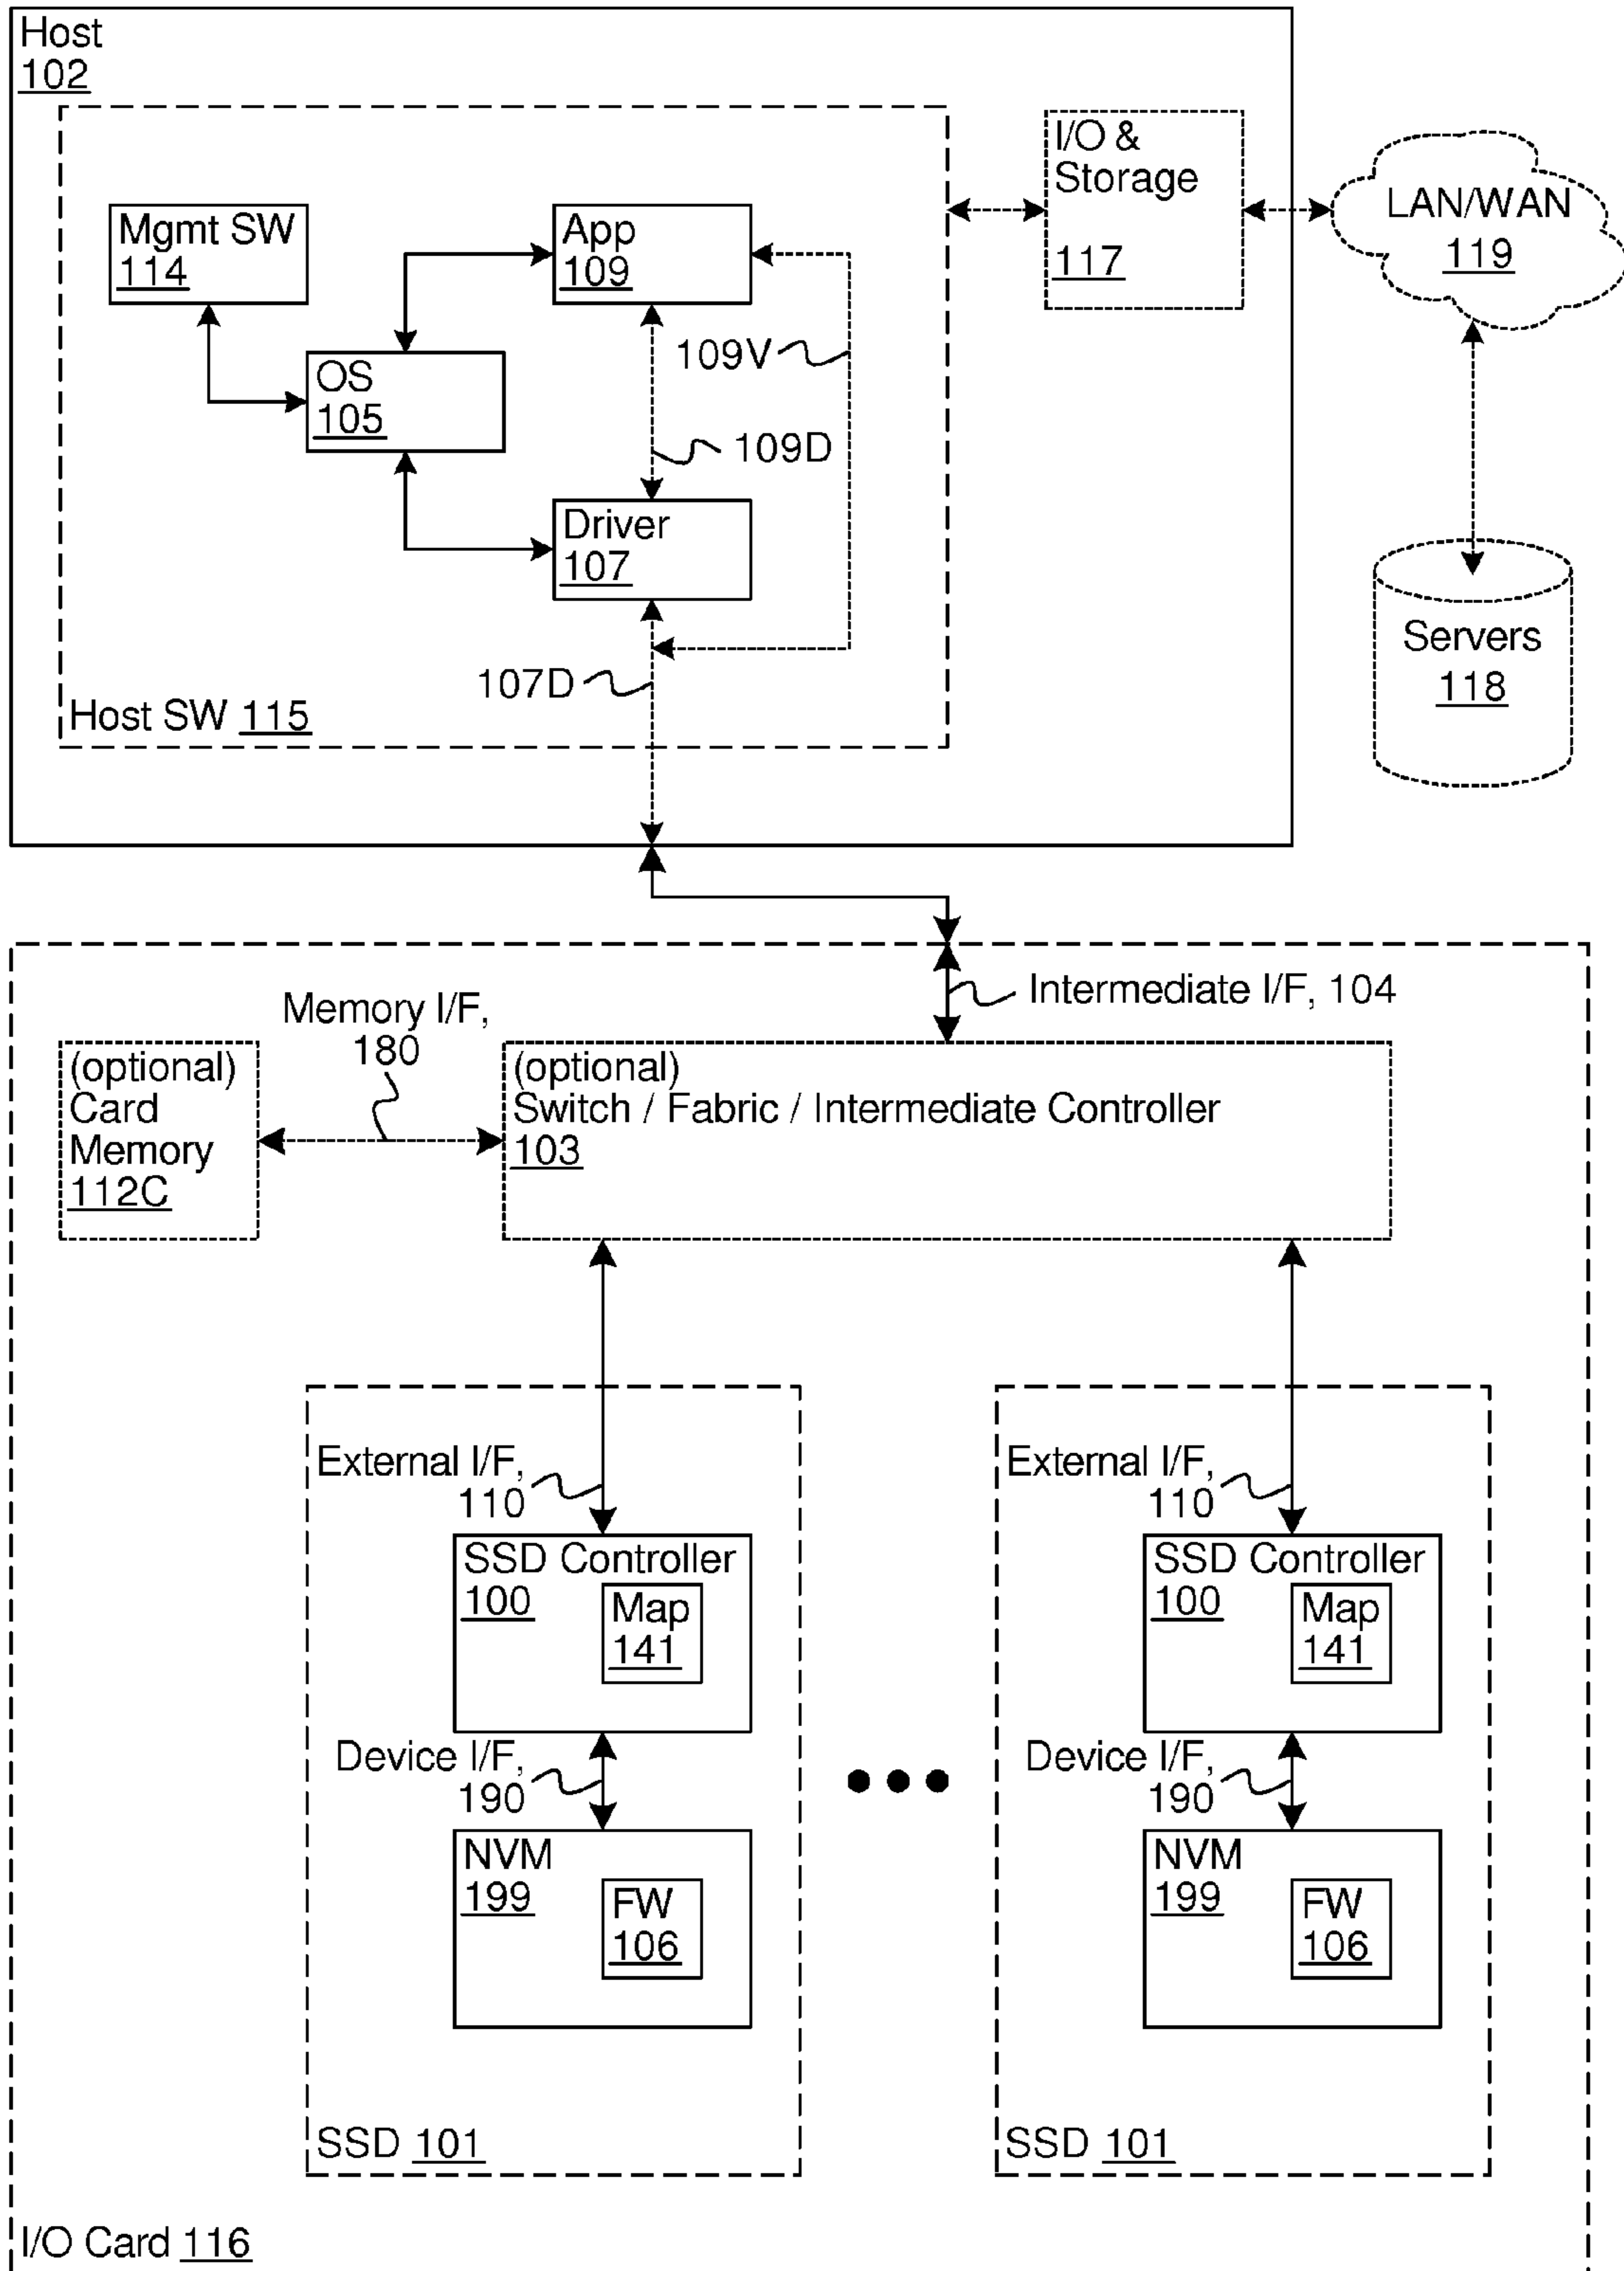 Host
102
I/O &
Storage
117
LAN/WAN
119
Mgmt SW
114
App
109
OS
105
109V
109D
Driver
107
107D
Host SW 115
Servers
118
Intermediate I/F, 104
Memory I/F,
180
(optional)
Card
Memory
112C
(optional)
Switch / Fabric / Intermediate Controller
103
External I/F,
110
SSD Controller
100
Map
141
Device I/F,
190
NVM
199
FW
106
SSD 101
External I/F,
110
SSD Controller
100
Map
141
Device I/F,
190
NVM
199
FW
106
SSD 101
I/O Card 116